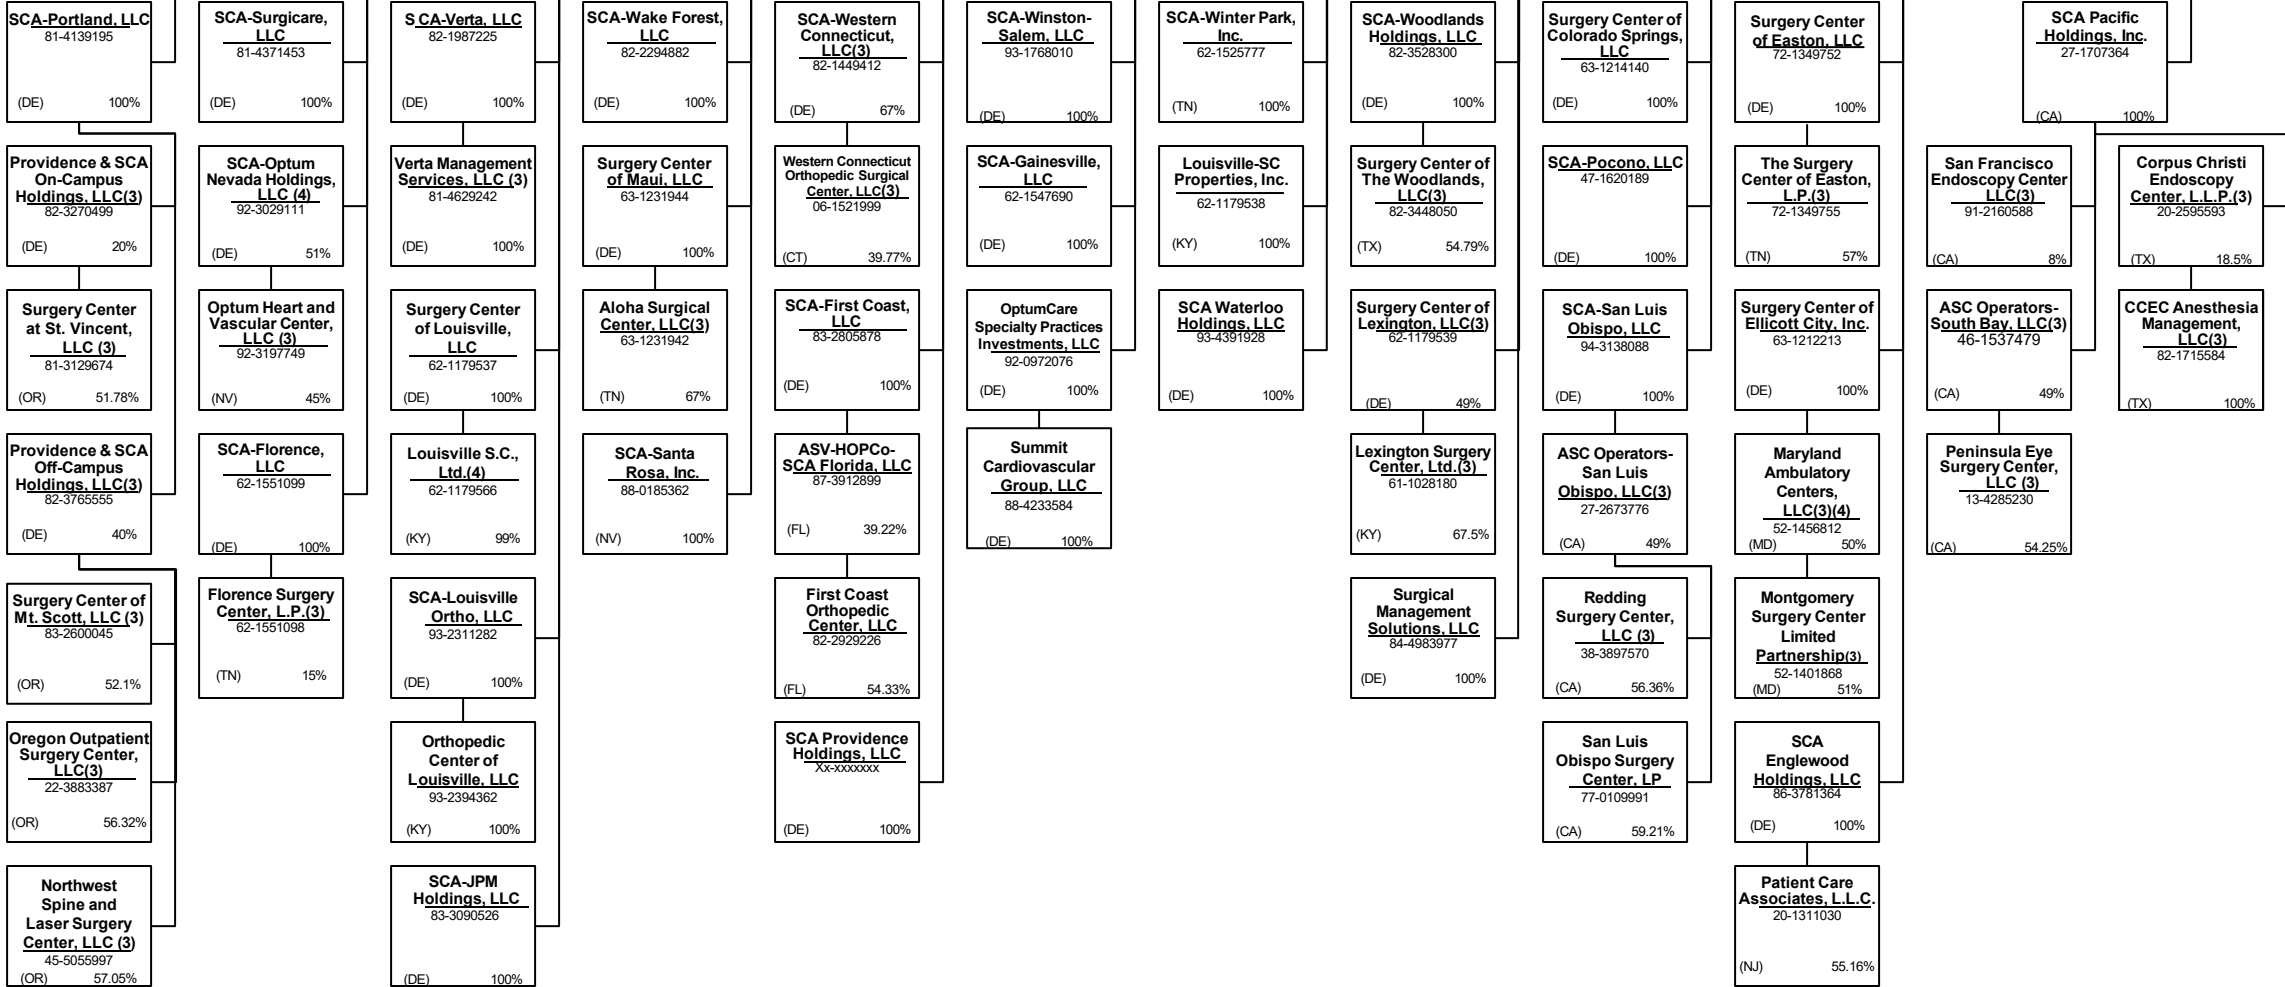 SCA-Portland, LLC
81-4139195
(DE) 100%
Providence & SCA
On-Campus
Holdings, LLC(3)
82-3270499
(DE) 20%
Surgery Center
at St. Vincent,
LLC (3)
81-3129674
(OR) 51.78%
Providence & SCA
Off-Campus
Holdings, LLC(3)
82-3765555
(DE) 40%
Surgery Center of
Mt. Scott, LLC (3)
83-2600045
(OR) 52.1%
Oregon Outpatient
Surgery Center,
LLC(3)
22-3883387
(OR) 56.32%
Northwest
Spine and
Laser Surgery
Center, LLC (3)
45-5055997
(OR) 57.05%
SCA-Surgicare,
LLC
81-4371453
(DE) 100%
SCA-Optum
Nevada Holdings,
LLC (4)
92-3029111
(DE) 51%
Optum Heart and
Vascular Center,
LLC (3)
92-3197749
(NV) 45%
SCA-Florence,
LLC
62-1551099
(DE) 100%
Florence Surgery
Center, L.P.(3)
62-1551098
(TN) 15%
S CA-Verta, LLC
82-1987225
(DE) 100%
Verta Management
Services, LLC (3)
81-4629242
(DE) 100%
Surgery Center
of Louisville,
LLC
62-1179537
(DE) 100%
Louisville S.C.,
Ltd.(4)
62-1179566
(KY) 99%
SCA-Louisville
Ortho, LLC
93-2311282
(DE) 100%
Orthopedic
Center of
Louisville, LLC
93-2394362
(KY) 100%
SCA-JPM
Holdings, LLC
83-3090526
(DE) 100%
SCA-Wake Forest,
LLC
82-2294882
(DE) 100%
Surgery Center
of Maui, LLC
63-1231944
(DE) 100%
Aloha Surgical
Center, LLC(3)
63-1231942
(TN) 67%
SCA-Santa
Rosa, Inc.
88-0185362
(NV) 100%
SCA-Western
Connecticut,
LLC(3)
82-1449412
(DE) 67%
Western Connecticut
Orthopedic Surgical
Center, LLC(3)
06-1521999
(CT) 39.77%
SCA-First Coast,
LLC
83-2805878
(DE) 100%
ASV-HOPCo-
SCA Florida, LLC
87-3912899
(FL) 39.22%
First Coast
Orthopedic
Center, LLC
82-2929226
(FL) 54.33%
SCA Providence
Holdings, LLC
Xx-xxxxxxx
(DE) 100%
SCA-Winston-
Salem, LLC
93-1768010
(DE) 100%
SCA-Gainesville,
LLC
62-1547690
(DE) 100%
OptumCare
Specialty Practices
Investments, LLC
92-0972076
(DE) 100%
Summit
Cardiovascular
Group, LLC
88-4233584
(DE) 100%
SCA-Winter Park,
Inc.
62-1525777
(TN) 100%
Louisville-SC
Properties, Inc.
62-1179538
(KY) 100%
SCA Waterloo
Holdings, LLC
93-4391928
(DE) 100%
SCA-Woodlands
Holdings, LLC
82-3528300
(DE) 100%
Surgery Center of
The Woodlands,
LLC(3)
82-3448050
(TX) 54.79%
Surgery Center of
Lexington, LLC(3)
62-1179539
(DE) 49%
Lexington Surgery
Center, Ltd.(3)
61-1028180
(KY) 67.5%
Surgical
Management
Solutions, LLC
84-4983977
(DE) 100%
Surgery Center of
Colorado Springs,
LLC
63-1214140
(DE) 100%
SCA-Pocono, LLC
47-1620189
(DE) 100%
SCA-San Luis
Obispo, LLC
94-3138088
(DE) 100%
ASC Operators-
San Luis
Obispo, LLC(3)
27-2673776
(CA) 49%
Redding
Surgery Center,
LLC (3)
38-3897570
(CA) 56.36%
San Luis
Obispo Surgery
Center, LP
77-0109991
(CA) 59.21%
Surgery Center
of Easton, LLC
72-1349752
(DE) 100%
The Surgery
Center of Easton,
L.P.(3)
72-1349755
(TN) 57%
Surgery Center of
Ellicott City, Inc.
63-1212213
(DE) 100%
Maryland
Ambulatory
Centers,
LLC(3)(4)
52-1456812
(MD) 50%
Montgomery
Surgery Center
Limited
Partnership(3)
52-1401868
(MD) 51%
SCA
Englewood
Holdings, LLC
86-3781364
(DE) 100%
Patient Care
Associates, L.L.C.
20-1311030
(NJ) 55.16%
SCA Pacific
Holdings, Inc.
27-1707364
(CA) 100%
San Francisco
Endoscopy Center
LLC(3)
91-2160588
(CA) 8%
ASC Operators-
South Bay, LLC(3)
46-1537479
(CA) 49%
Peninsula Eye
Surgery Center,
LLC (3)
13-4285230
(CA) 54.25%
Corpus Christi
Endoscopy
Center, L.L.P.(3)
20-2595593
(TX) 18.5%
CCEC Anesthesia
Management,
LLC(3)
82-1715584
(TX) 100%